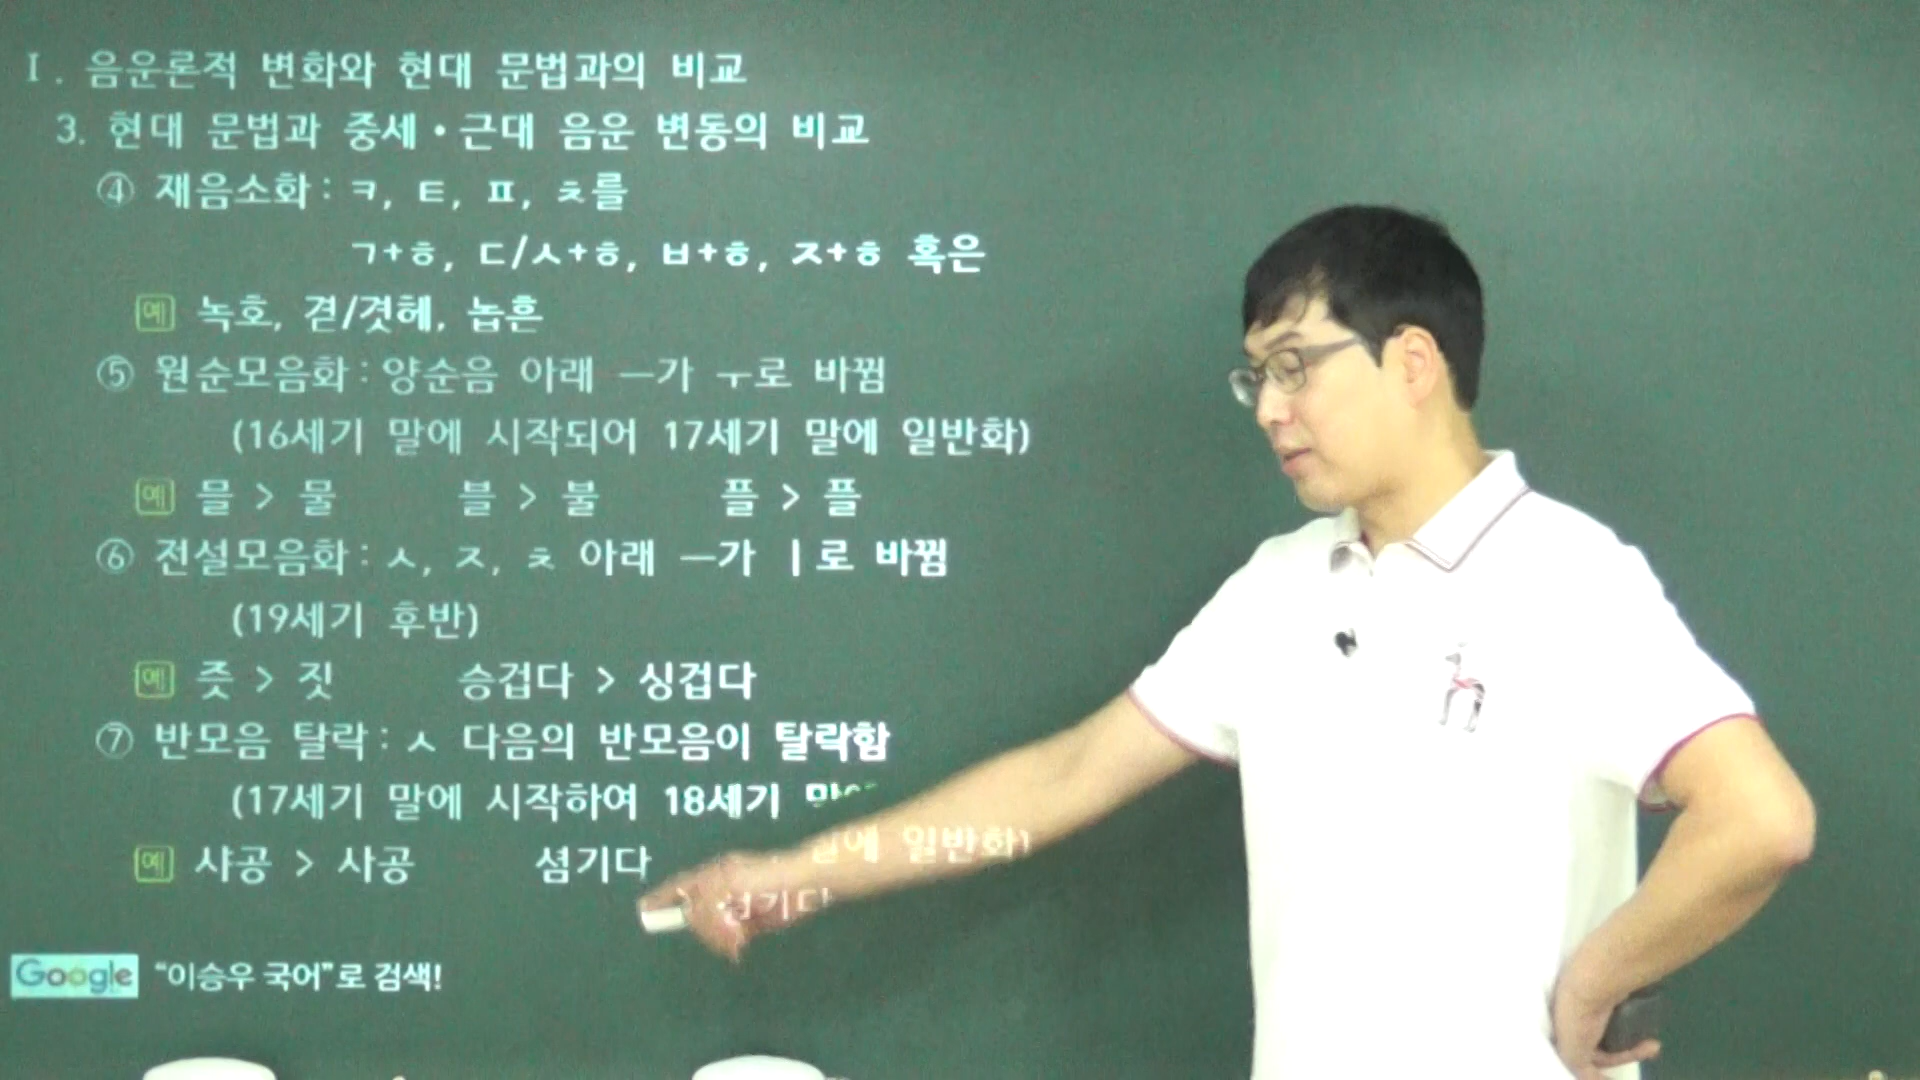 Ⅰ. 음운론적 변화와 현대 문법과의 비교
3. 현대 문법과 중세·근대 음운 변동의 비교
④ 재음소화: ㅋ, ㅌ, ㅍ, ㅊ를
ㄱ+ㅎ, ㄷ/ㅅ+ㅎ, ㅂ+ㅎ, ㅈ+ㅎ 혹은
예 녹호, 겯/겻헤, 놉흔
⑤ 원순모음화: 양순음 아래 ㅡ가 ㅜ로 바뀜
(16세기 말에 시작되어 17세기 말에 일반화)
예 믈 > 물 블 > 불 플 > 플
⑥ 전설모음화: ㅅ, ㅈ, ㅊ 아래 ㅡ가 ㅣ로 바뀜
(19세기 후반)
예 즛 > 짓 승겁다 > 싱겁다
⑦ 반모음 탈락: ㅅ 다음의 반모음이 탈락함
(17세기 말에 시작하여 18세기 말에 일반화)
예 샤공 > 사공 셤기다 > 섬기다
Google “이승우 국어”로 검색!